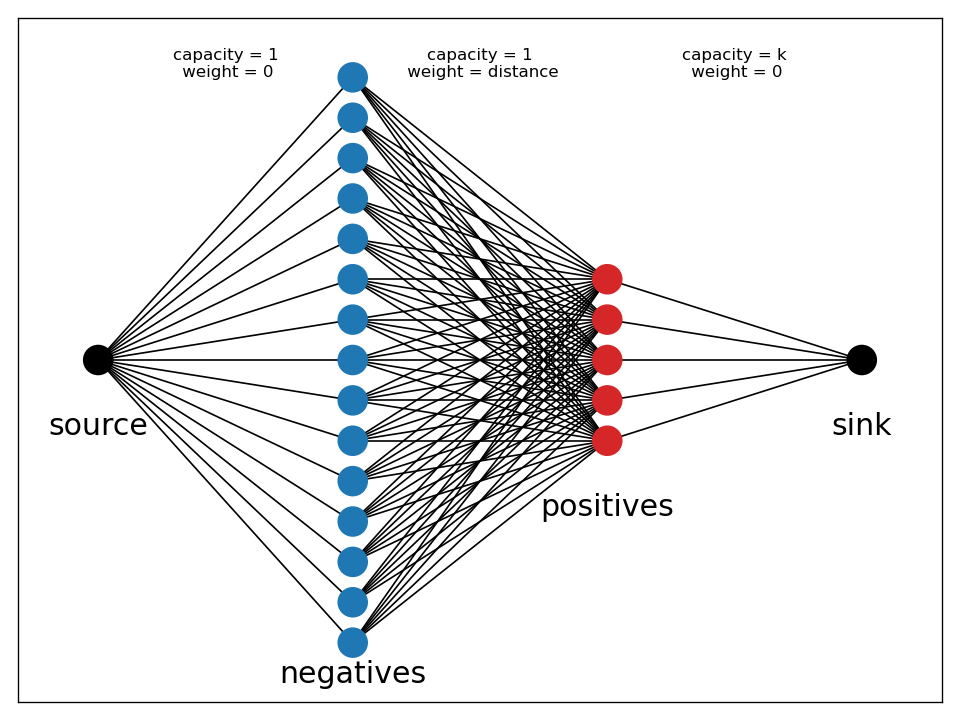 capacity = 1
weight = 0
capacity = 1
weight = distance
capacity = k
weight = 0
source
sink
positives
negatives